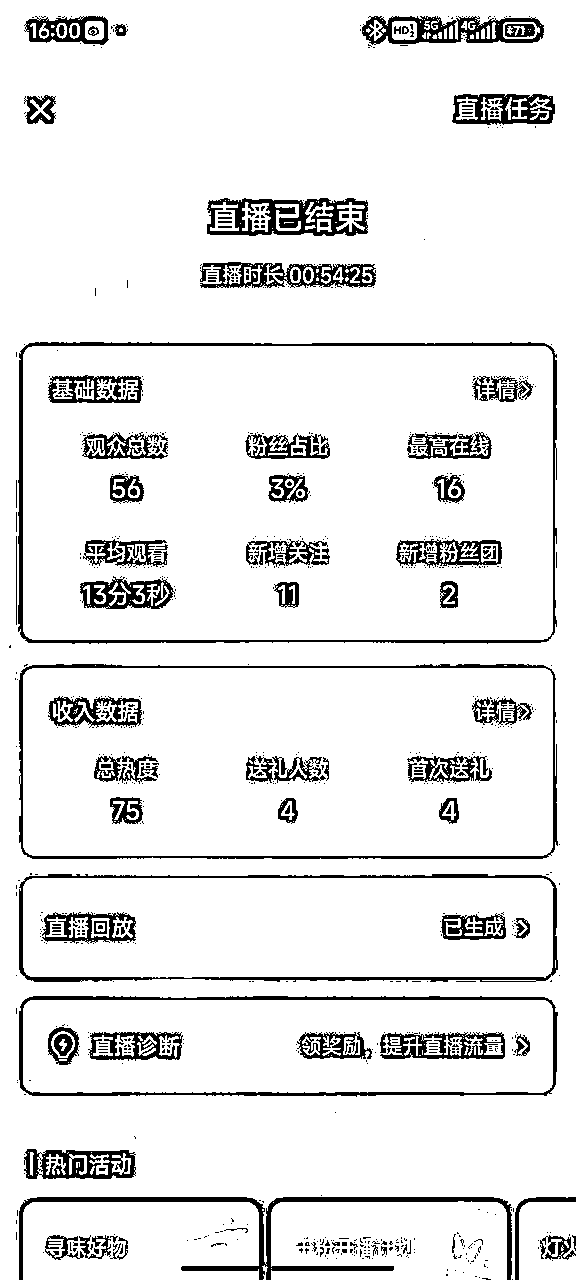 16:00 HD 5G 4G 71
直播任务
直播已结束
直播时长 00:54:25
基础数据 详情
观众总数 粉丝占比 最高在线
56 3% 16
平均观看 新增关注 新增粉丝团
13分3秒 11 2
收入数据 详情
总热度 送礼人数 首次送礼
75 4 4
直播回放 已生成
直播诊断 领奖励，提升直播流量
热门活动
寻味好物 开播计划 灯火